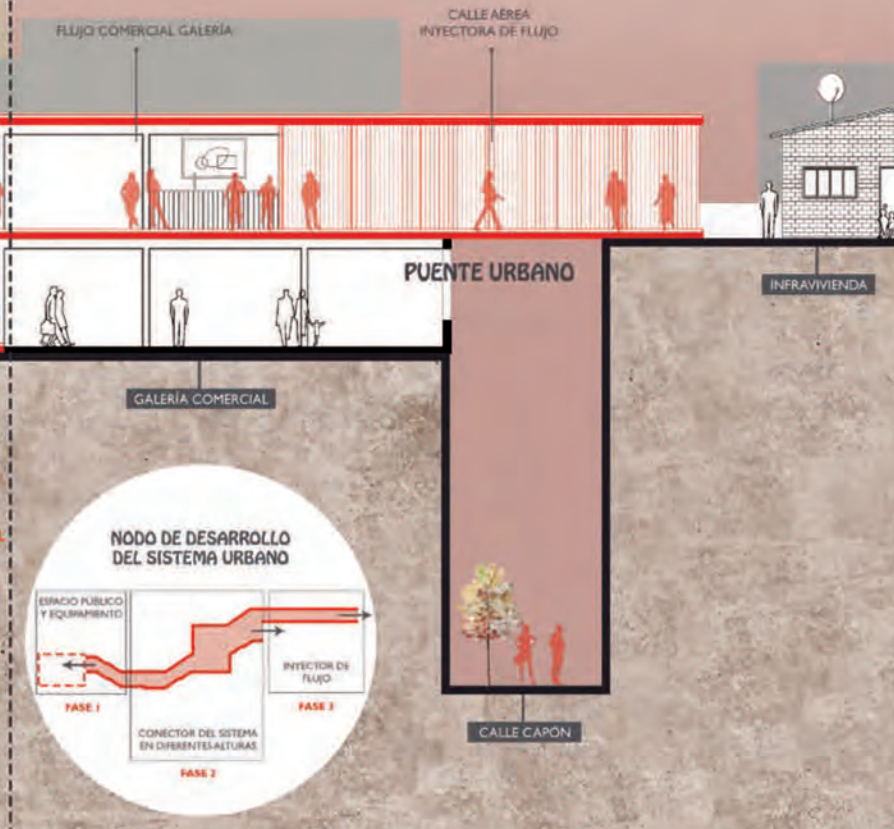 FLUJO COMERCIAL GALERÍA
CALLE AÉREA
INYECTORA DE FLUJO
PUENTE URBANO
INFRAVIVIENDA
GALERÍA COMERCIAL
NODO DE DESARROLLO
DEL SISTEMA URBANO
ESPACIO PÚBLICO
Y EQUIPAMIENTO
INYECTOR DE
FLUJO
FASE 1
FASE 3
CONECTOR DEL SISTEMA
EN DIFERENTES ALTURAS
FASE 2
CALLE CAPÓN